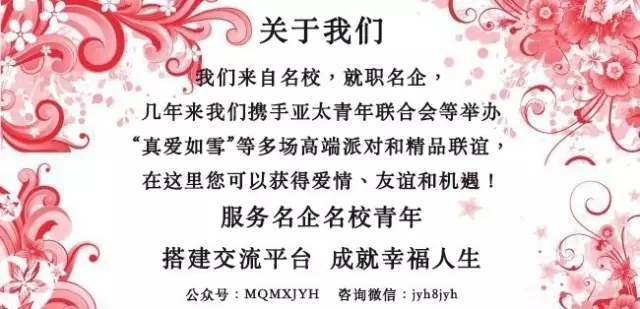 关于我们
我们来自名校，就职名企，
几年来我们携手亚太青年联合会等举办
“真爱如雪”等多场高端派对和精品联谊，
在这里您可以获得爱情、友谊和机遇！
服务名企名校青年
搭建交流平台 成就幸福人生
公众号：MQMXJYH 咨询微信：jyh8jyh